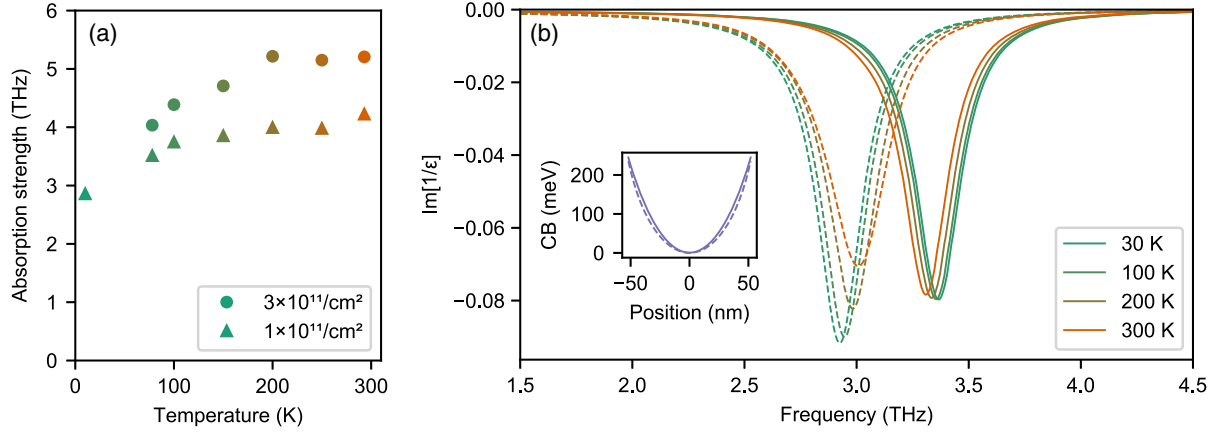 (a)
Absorption strength (THz)
6
5
4
3
2
1
0
0 100 200 300
Temperature (K)
3×10¹¹/cm²
1×10¹¹/cm²
(b)
Im[1/ε]
0.00
−0.02
−0.04
−0.06
−0.08
1.5 2.0 2.5 3.0 3.5 4.0 4.5
Frequency (THz)
CB (meV)
200
100
0
−50 0 50
Position (nm)
30 K
100 K
200 K
300 K